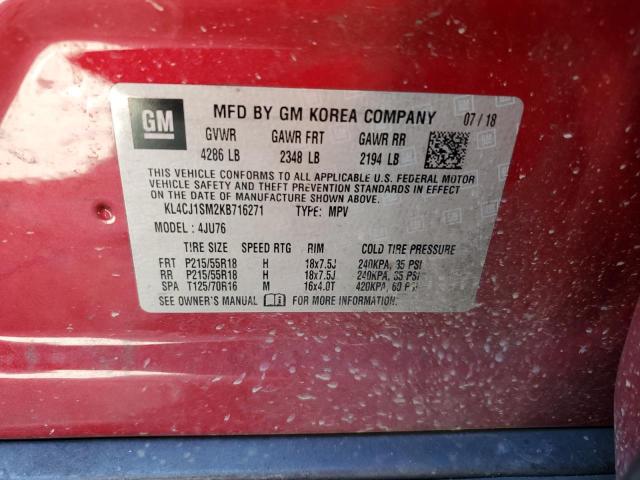 GM
MFD BY GM KOREA COMPANY 07/18
GVWR GAWR FRT GAWR RR
4286 LB 2348 LB 2194 LB
THIS VEHICLE CONFORMS TO ALL APPLICABLE U.S. FEDERAL MOTOR
VEHICLE SAFETY AND THEFT PREVENTION STANDARDS IN EFFECT
ON THE DATE OF MANUFACTURE SHOWN ABOVE.
KL4CJ1SM2KB716271 TYPE: MPV
MODEL : 4JU76
TIRE SIZE SPEED RTG RIM COLD TIRE PRESSURE
FRT P215/55R18 H 18x7.5J 240KPA, 35 PSI
RR P215/55R18 H 18x7.5J 240KPA, 35 PSI
SPA T125/70R16 M 16x4.0T 420KPA, 60 PSI
SEE OWNER'S MANUAL FOR MORE INFORMATION.